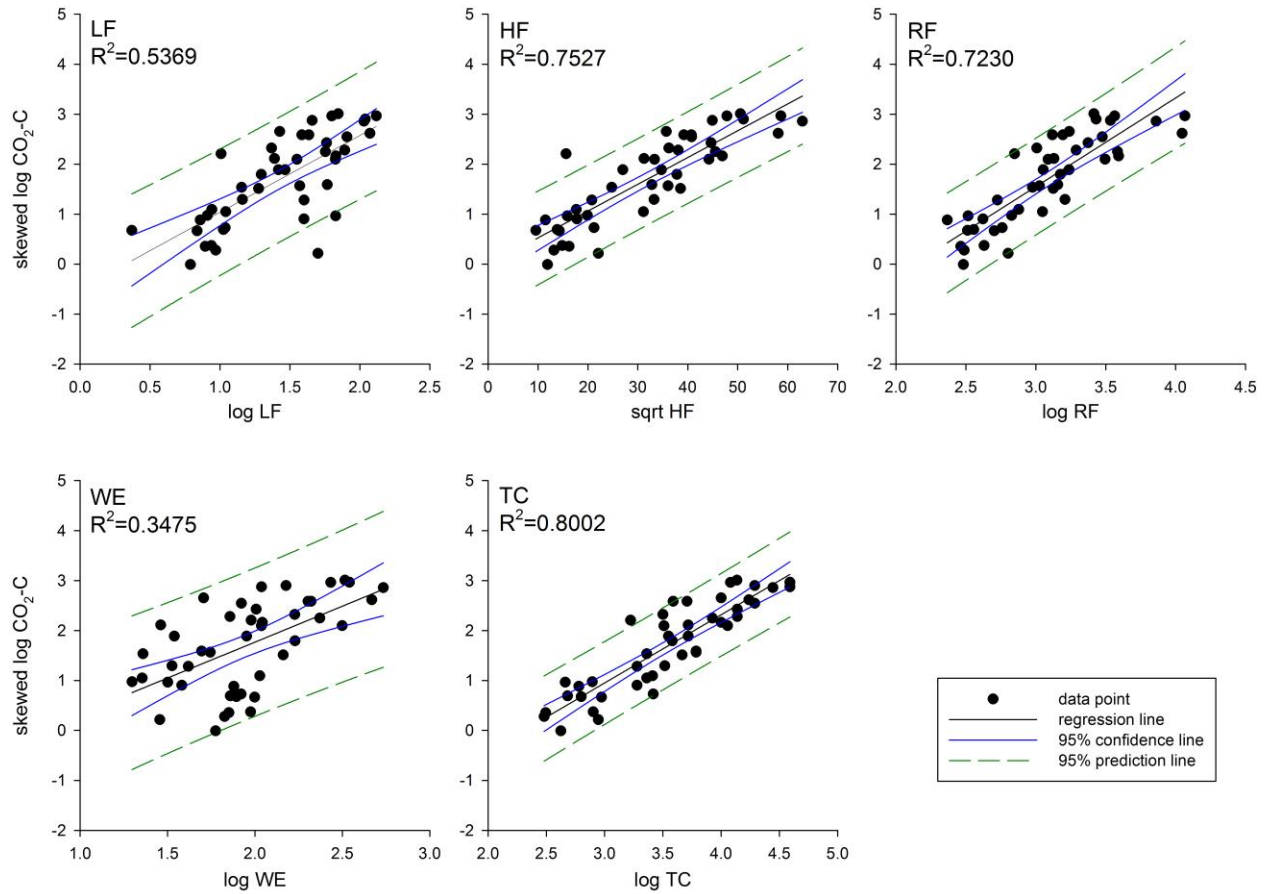 LF
R²=0.5369
5
4
3
2
1
0
-1
-2
skewed log CO₂-C
0.0 0.5 1.0 1.5 2.0 2.5
log LF
HF
R²=0.7527
5
4
3
2
1
0
-1
-2
0 10 20 30 40 50 60 70
sqrt HF
RF
R²=0.7230
5
4
3
2
1
0
-1
-2
2.0 2.5 3.0 3.5 4.0 4.5
log RF
WE
R²=0.3475
5
4
3
2
1
0
-1
-2
skewed log CO₂-C
1.0 1.5 2.0 2.5 3.0
log WE
TC
R²=0.8002
5
4
3
2
1
0
-1
-2
2.0 2.5 3.0 3.5 4.0 4.5 5.0
log TC
data point
regression line
95% confidence line
95% prediction line